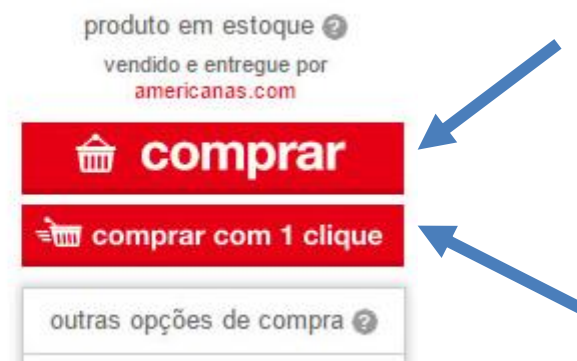 produto em estoque ?
vendido e entregue por
americanas.com
comprar
comprar com 1 clique
outras opções de compra ?